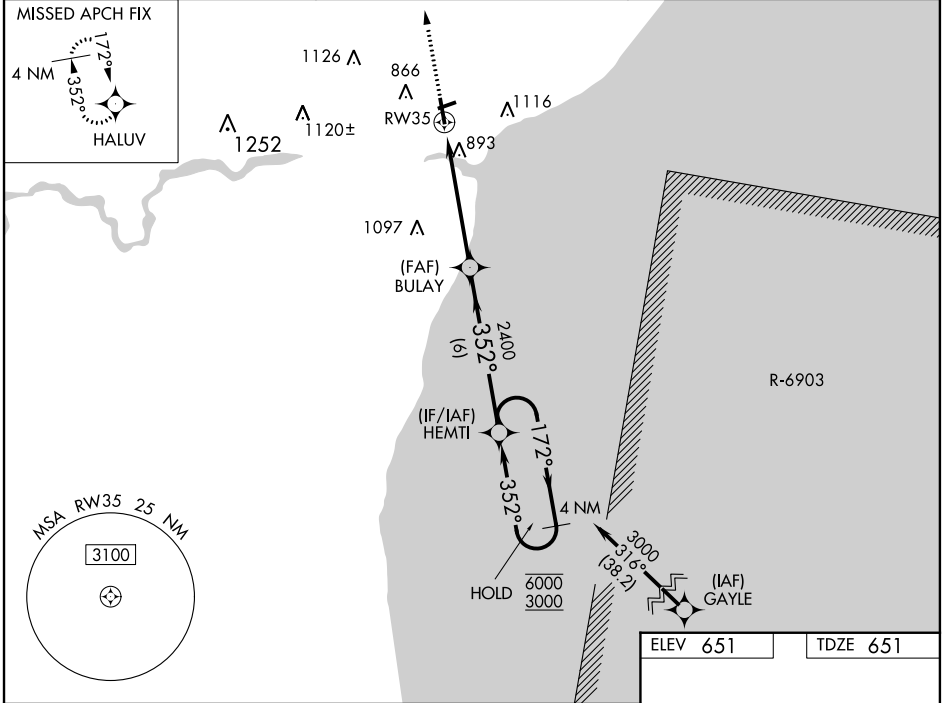 MISSED APCH FIX
4 NM
172°
352°
HALUV
1126
866
1116
RW35
1120±
1252
893
1097
(FAF)
BULAY
2400
352°
(6)
R-6903
(IF/IAF)
HEMTI
172°
352°
4 NM
HOLD
6000
3000
3000
316°
(38.2)
(IAF)
GAYLE
MSA RW35 25 NM
3100
ELEV 651
TDZE 651